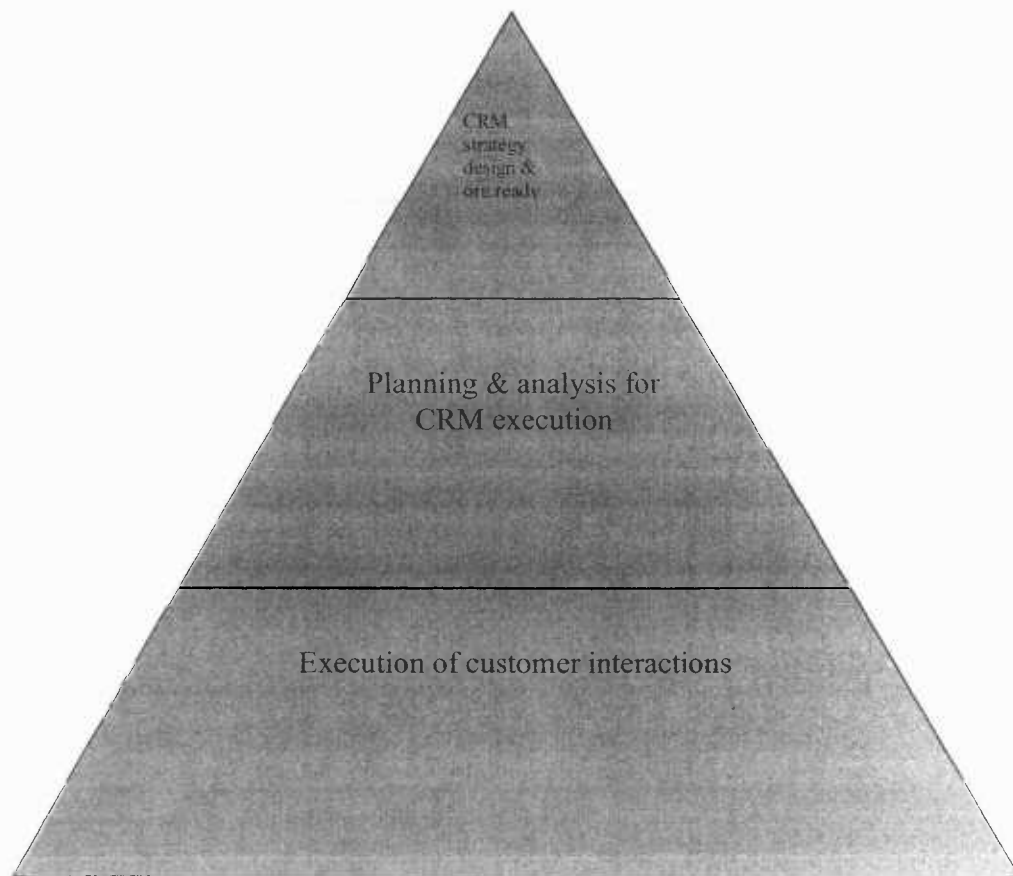 CRM
strategy
design &
org ready
Planning & analysis for
CRM execution
Execution of customer interactions